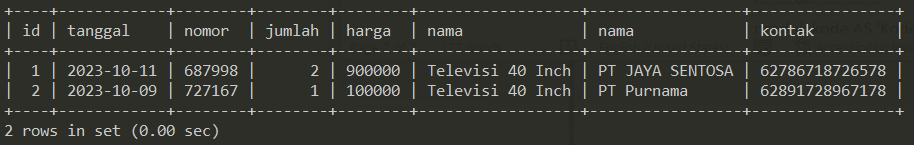 +----+------------+--------+--------+--------+-------------------+-----------------+----------------+
| id | tanggal    | nomor  | jumlah | harga  | nama              | nama            | kontak         |
+----+------------+--------+--------+--------+-------------------+-----------------+----------------+
|  1 | 2023-10-11 | 687998 |      2 | 900000 | Televisi 40 Inch | PT JAYA SENTOSA | 62786718726578 |
|  2 | 2023-10-09 | 727167 |      1 | 100000 | Televisi 40 Inch | PT Purnama      | 62891728967178 |
+----+------------+--------+--------+--------+-------------------+-----------------+----------------+
2 rows in set (0.00 sec)